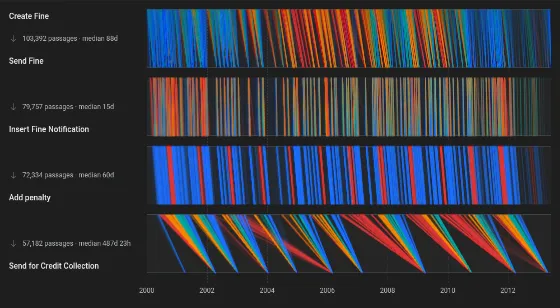 Create Fine
↓ 103,392 passages · median 88d
Send Fine
↓ 79,757 passages · median 15d
Insert Fine Notification
↓ 72,334 passages · median 60d
Add penalty
↓ 57,182 passages · median 487d 23h
Send for Credit Collection
2000 2002 2004 2006 2008 2010 2012